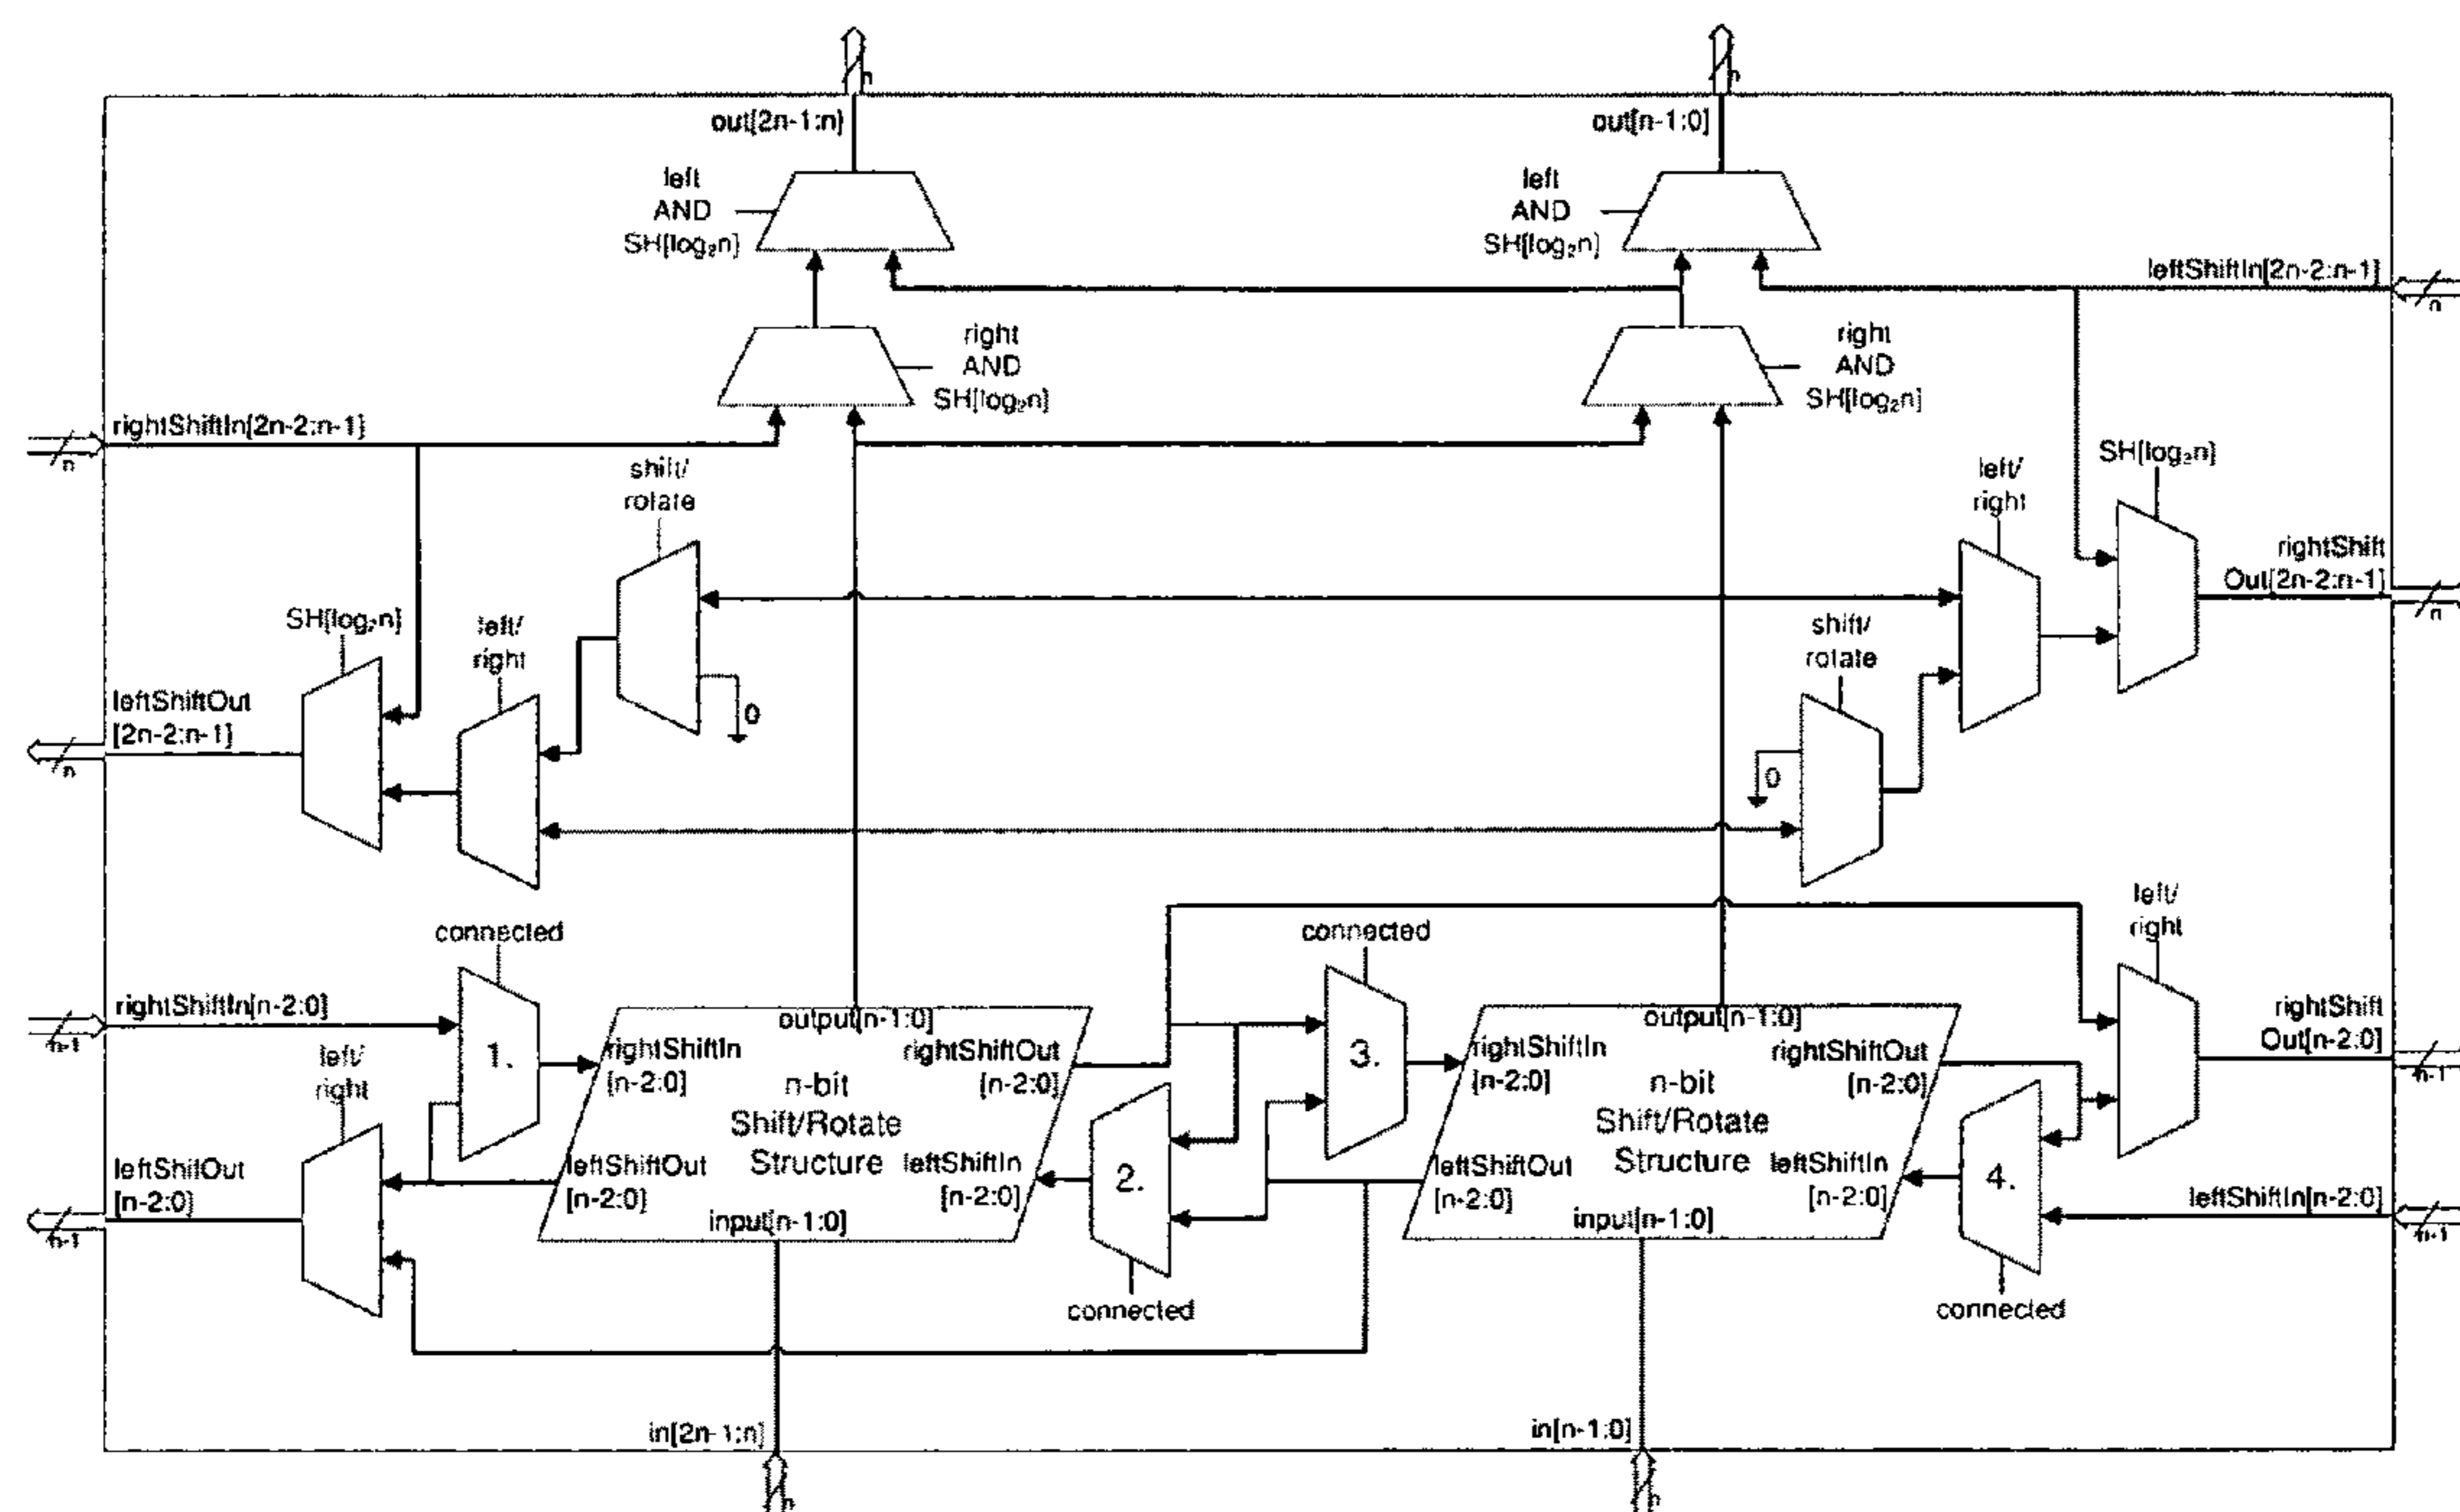 n
n
out[2n-1:n]
out[n-1:0]
left
AND
SH[log₂n]
left
AND
SH[log₂n]
leftShiftIn[2n-2:n-1]
n
right
AND
SH[log₂n]
right
AND
SH[log₂n]
rightShiftIn[2n-2:n-1]
n
shift/
rotate
left/
right
SH[log₂n]
rightShift
Out[2n-2:n-1]
n
SH[log₂n]
left/
right
shift/
rotate
leftShiftOut
[2n-2:n-1]
n
0
0
connected
connected
left/
right
rightShiftIn[n-2:0]
n-1
1.
left/
right
output[n-1:0]
rightShiftIn
[n-2:0]
rightShiftOut
[n-2:0]
n-bit
Shift/Rotate
Structure
leftShiftOut
[n-2:0]
leftShiftIn
[n-2:0]
input[n-1:0]
2.
3.
output[n-1:0]
rightShiftIn
[n-2:0]
rightShiftOut
[n-2:0]
n-bit
Shift/Rotate
Structure
leftShiftOut
[n-2:0]
leftShiftIn
[n-2:0]
input[n-1:0]
4.
rightShift
Out[n-2:0]
n-1
leftShiftIn[n-2:0]
n-1
leftShiftOut
[n-2:0]
n-1
connected
connected
in[2n-1:n]
in[n-1:0]
n
n